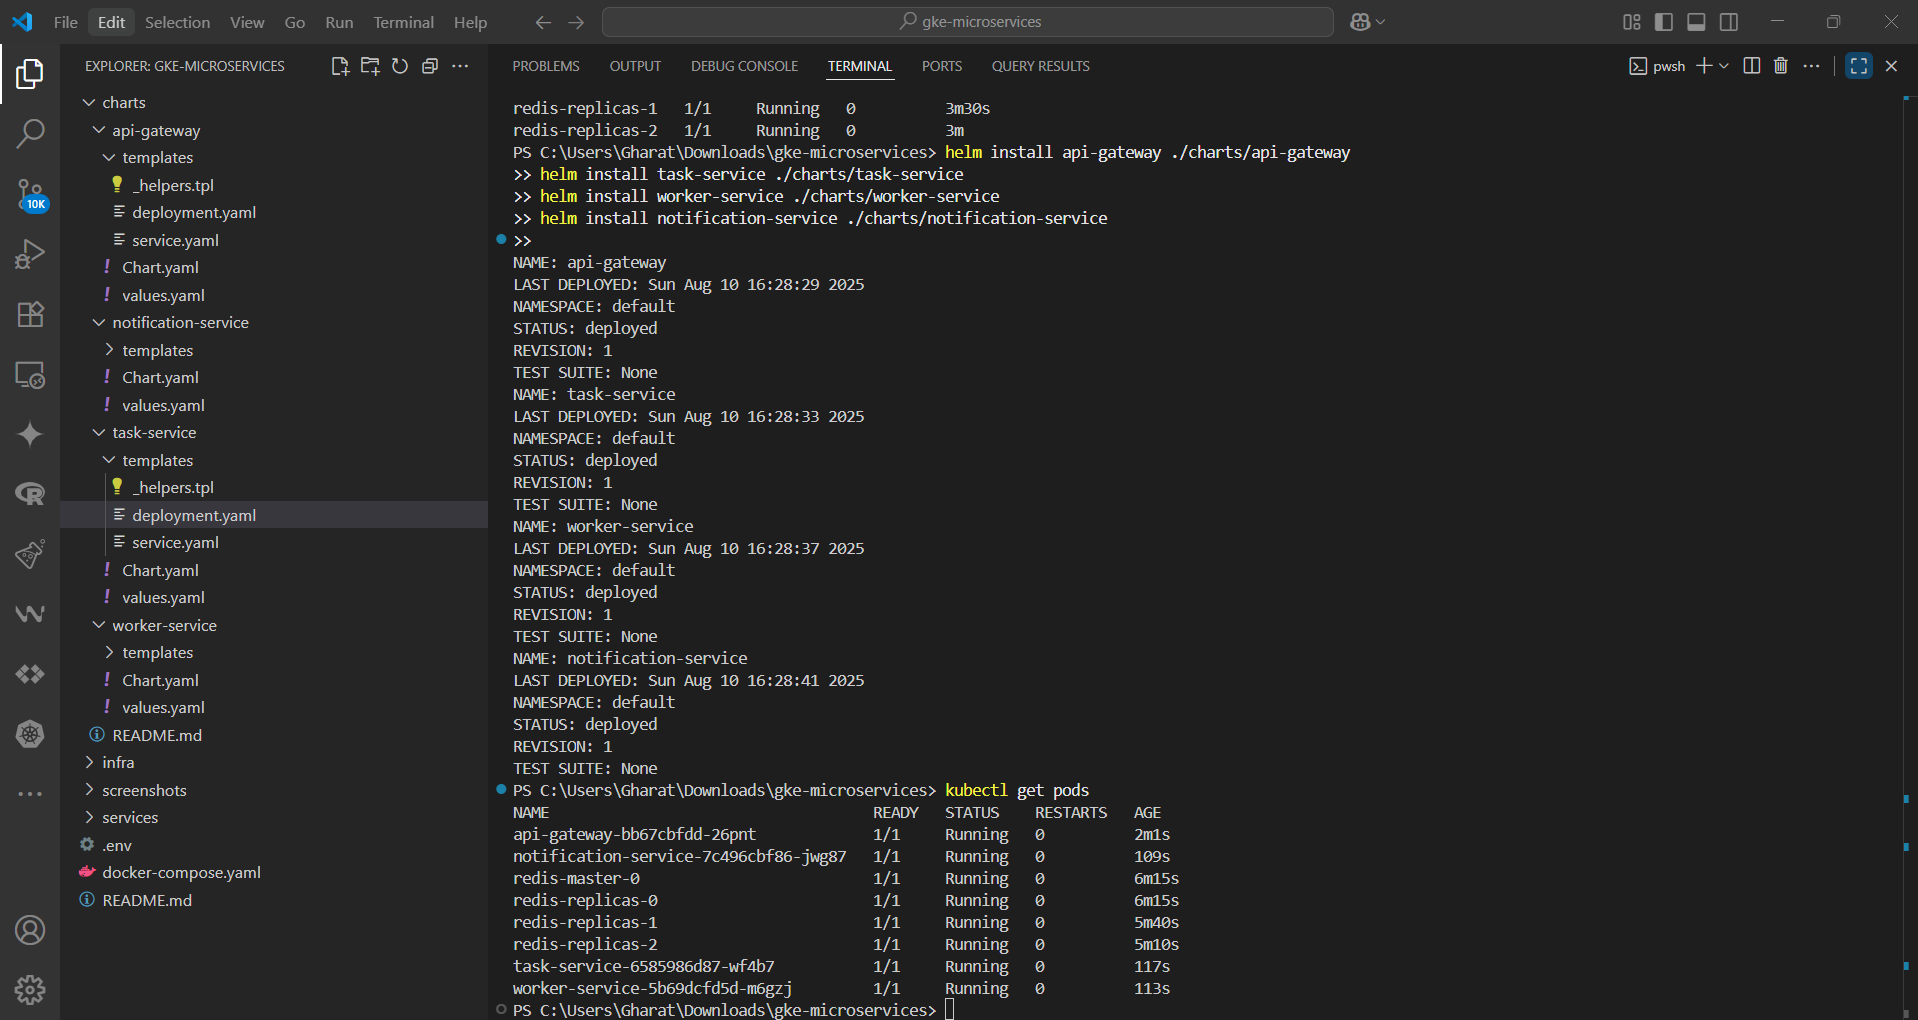 File Edit Selection View Go Run Terminal Help
gke-microservices
EXPLORER: GKE-MICROSERVICES
charts
api-gateway
templates
_helpers.tpl
deployment.yaml
service.yaml
! Chart.yaml
! values.yaml
notification-service
templates
! Chart.yaml
! values.yaml
task-service
templates
_helpers.tpl
deployment.yaml
service.yaml
! Chart.yaml
! values.yaml
worker-service
templates
! Chart.yaml
! values.yaml
README.md
infra
screenshots
services
.env
docker-compose.yaml
README.md
10K
PROBLEMS OUTPUT DEBUG CONSOLE TERMINAL PORTS QUERY RESULTS
pwsh
redis-replicas-1 1/1 Running 0 3m30s
redis-replicas-2 1/1 Running 0 3m
PS C:\Users\Gharat\Downloads\gke-microservices> helm install api-gateway ./charts/api-gateway
>> helm install task-service ./charts/task-service
>> helm install worker-service ./charts/worker-service
>> helm install notification-service ./charts/notification-service
>>
NAME: api-gateway
LAST DEPLOYED: Sun Aug 10 16:28:29 2025
NAMESPACE: default
STATUS: deployed
REVISION: 1
TEST SUITE: None
NAME: task-service
LAST DEPLOYED: Sun Aug 10 16:28:33 2025
NAMESPACE: default
STATUS: deployed
REVISION: 1
TEST SUITE: None
NAME: worker-service
LAST DEPLOYED: Sun Aug 10 16:28:37 2025
NAMESPACE: default
STATUS: deployed
REVISION: 1
TEST SUITE: None
NAME: notification-service
LAST DEPLOYED: Sun Aug 10 16:28:41 2025
NAMESPACE: default
STATUS: deployed
REVISION: 1
TEST SUITE: None
PS C:\Users\Gharat\Downloads\gke-microservices> kubectl get pods
NAME READY STATUS RESTARTS AGE
api-gateway-bb67cbfdd-26pnt 1/1 Running 0 2m1s
notification-service-7c496cbf86-jwg87 1/1 Running 0 109s
redis-master-0 1/1 Running 0 6m15s
redis-replicas-0 1/1 Running 0 6m15s
redis-replicas-1 1/1 Running 0 5m40s
redis-replicas-2 1/1 Running 0 5m10s
task-service-6585986d87-wf4b7 1/1 Running 0 117s
worker-service-5b69dcfd5d-m6gzj 1/1 Running 0 113s
PS C:\Users\Gharat\Downloads\gke-microservices>